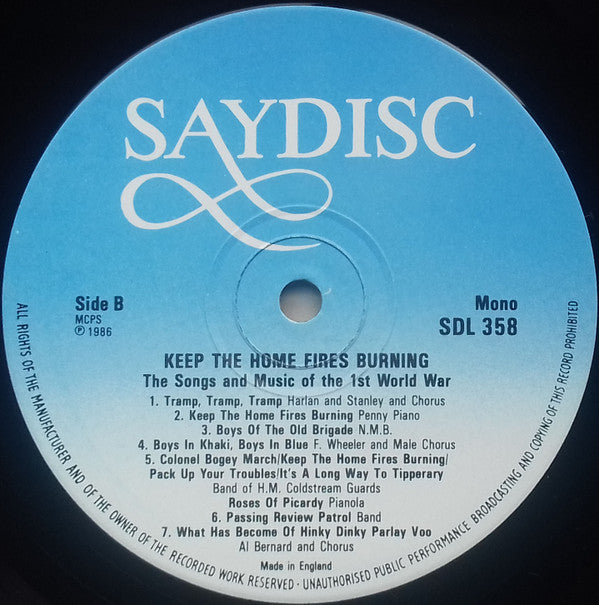 SAYDISC
Side B
MCPS
℗ 1986
Mono
SDL 358
KEEP THE HOME FIRES BURNING
The Songs and Music of the 1st World War
1. Tramp, Tramp, Tramp Harlan and Stanley and Chorus
2. Keep The Home Fires Burning Penny Piano
3. Boys Of The Old Brigade N.M.B.
4. Boys In Khaki, Boys In Blue F. Wheeler and Male Chorus
5. Colonel Bogey March/Keep The Home Fires Burning/
Pack Up Your Troubles/It's A Long Way To Tipperary
Band of H.M. Coldstream Guards
Roses Of Picardy Pianola
6. Passing Review Patrol Band
7. What Has Become Of Hinky Dinky Parlay Voo
Al Bernard and Chorus
Made in England
ALL RIGHTS OF THE MANUFACTURER AND OF THE OWNER OF THE RECORDED WORK RESERVED - UNAUTHORISED PUBLIC PERFORMANCE BROADCASTING AND COPYING OF THIS RECORD PROHIBITED